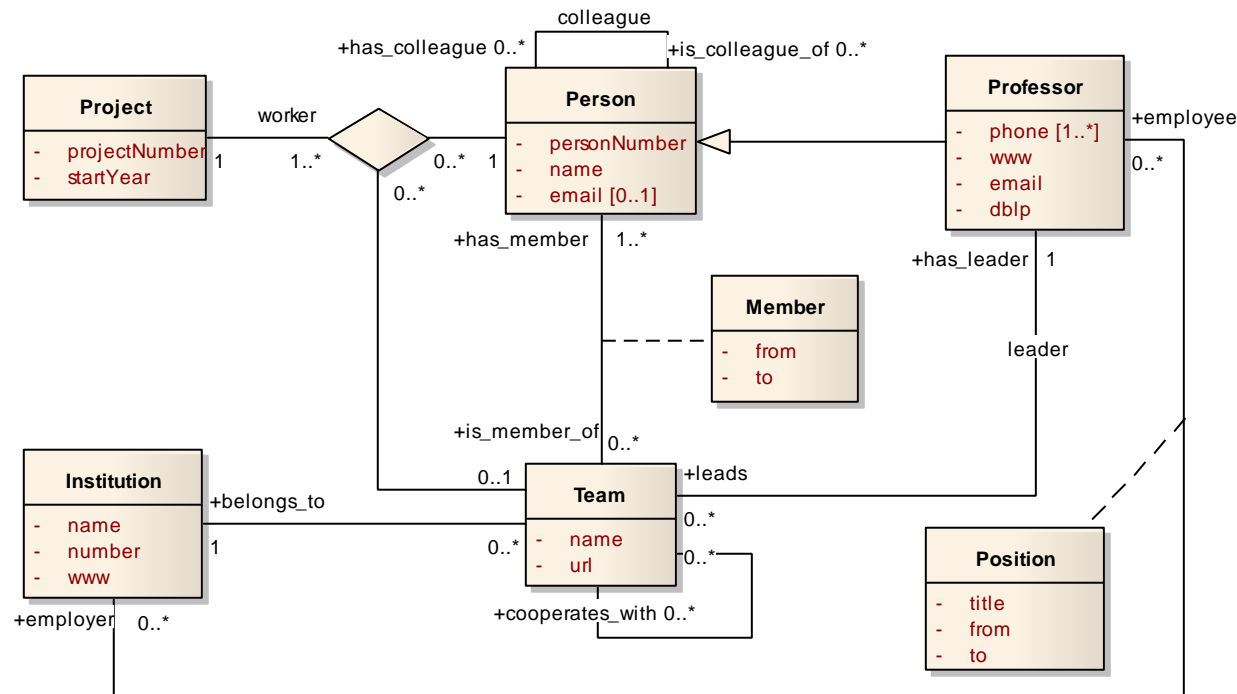 colleague
+has_colleague 0..*
+is_colleague_of 0..*
Project
- projectNumber
- startYear
worker
1
1..*
0..*
1
0..*
Person
- personNumber
- name
- email [0..1]
Professor
- phone [1..*]
- www
- email
- dblp
+employee
0..*
+has_member
1..*
+has_leader
1
Member
- from
- to
leader
+is_member_of
0..*
Institution
- name
- number
- www
+belongs_to
1
0..1
0..*
Team
- name
- url
+leads
0..*
0..*
+cooperates_with 0..*
Position
- title
- from
- to
+employer
0..*